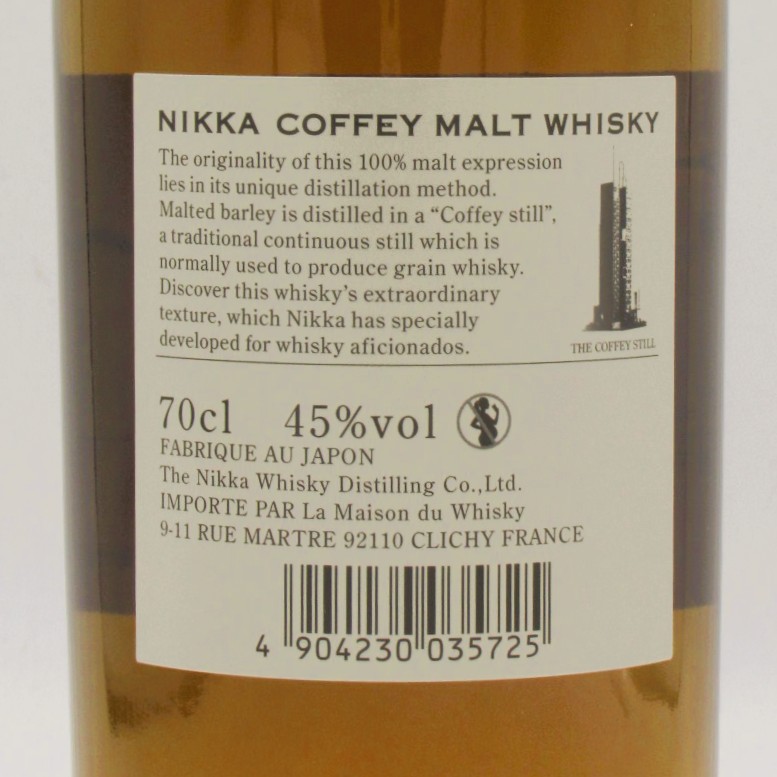 NIKKA COFFEY MALT WHISKY
The originality of this 100% malt expression
lies in its unique distillation method.
Malted barley is distilled in a “Coffey still”,
a traditional continuous still which is
normally used to produce grain whisky.
Discover this whisky’s extraordinary
texture, which Nikka has specially
developed for whisky aficionados.
THE COFFEY STILL
70cl 45%vol
FABRIQUE AU JAPON
The Nikka Whisky Distilling Co.,Ltd.
IMPORTE PAR La Maison du Whisky
9-11 RUE MARTRE 92110 CLICHY FRANCE
4 904230 035725